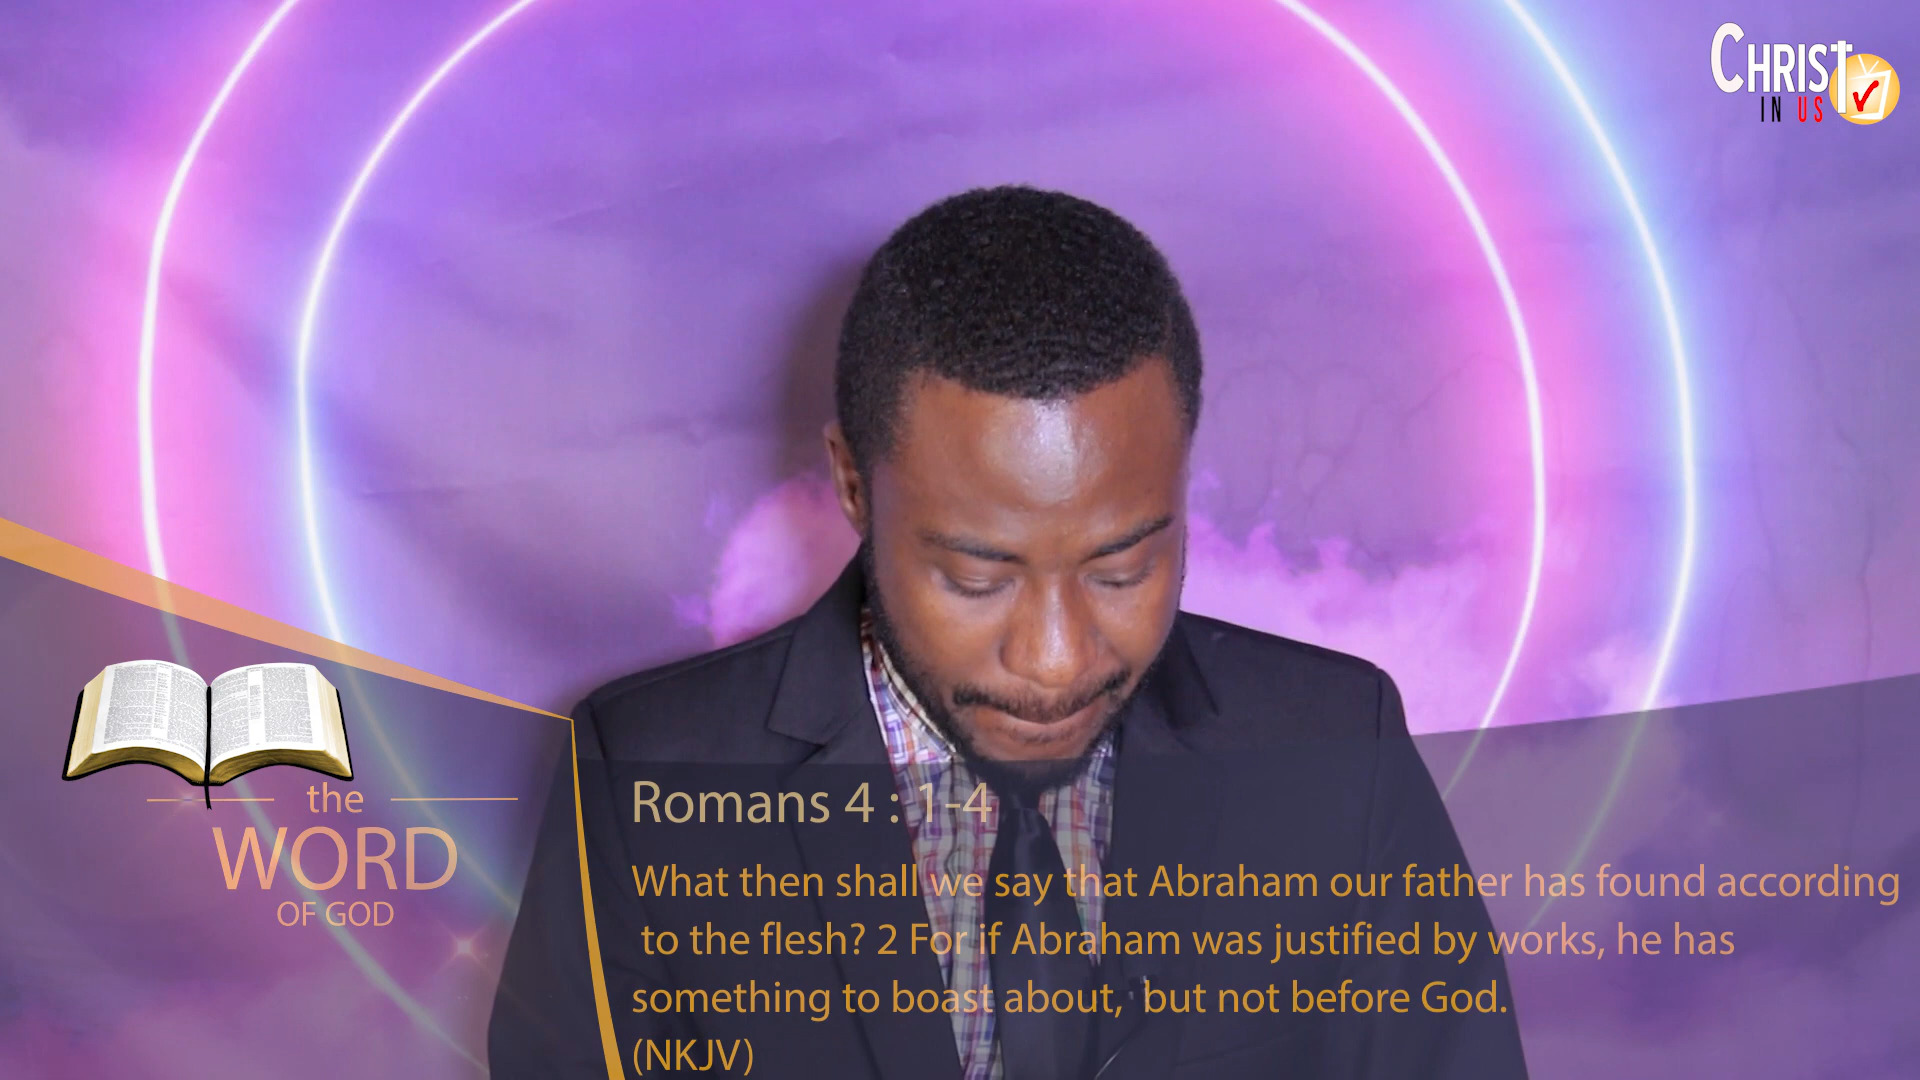 CHRIST
IN US
the
WORD
OF GOD
Romans 4 : 1-4
What then shall we say that Abraham our father has found according
to the flesh? 2 For if Abraham was justified by works, he has
something to boast about, but not before God.
(NKJV)